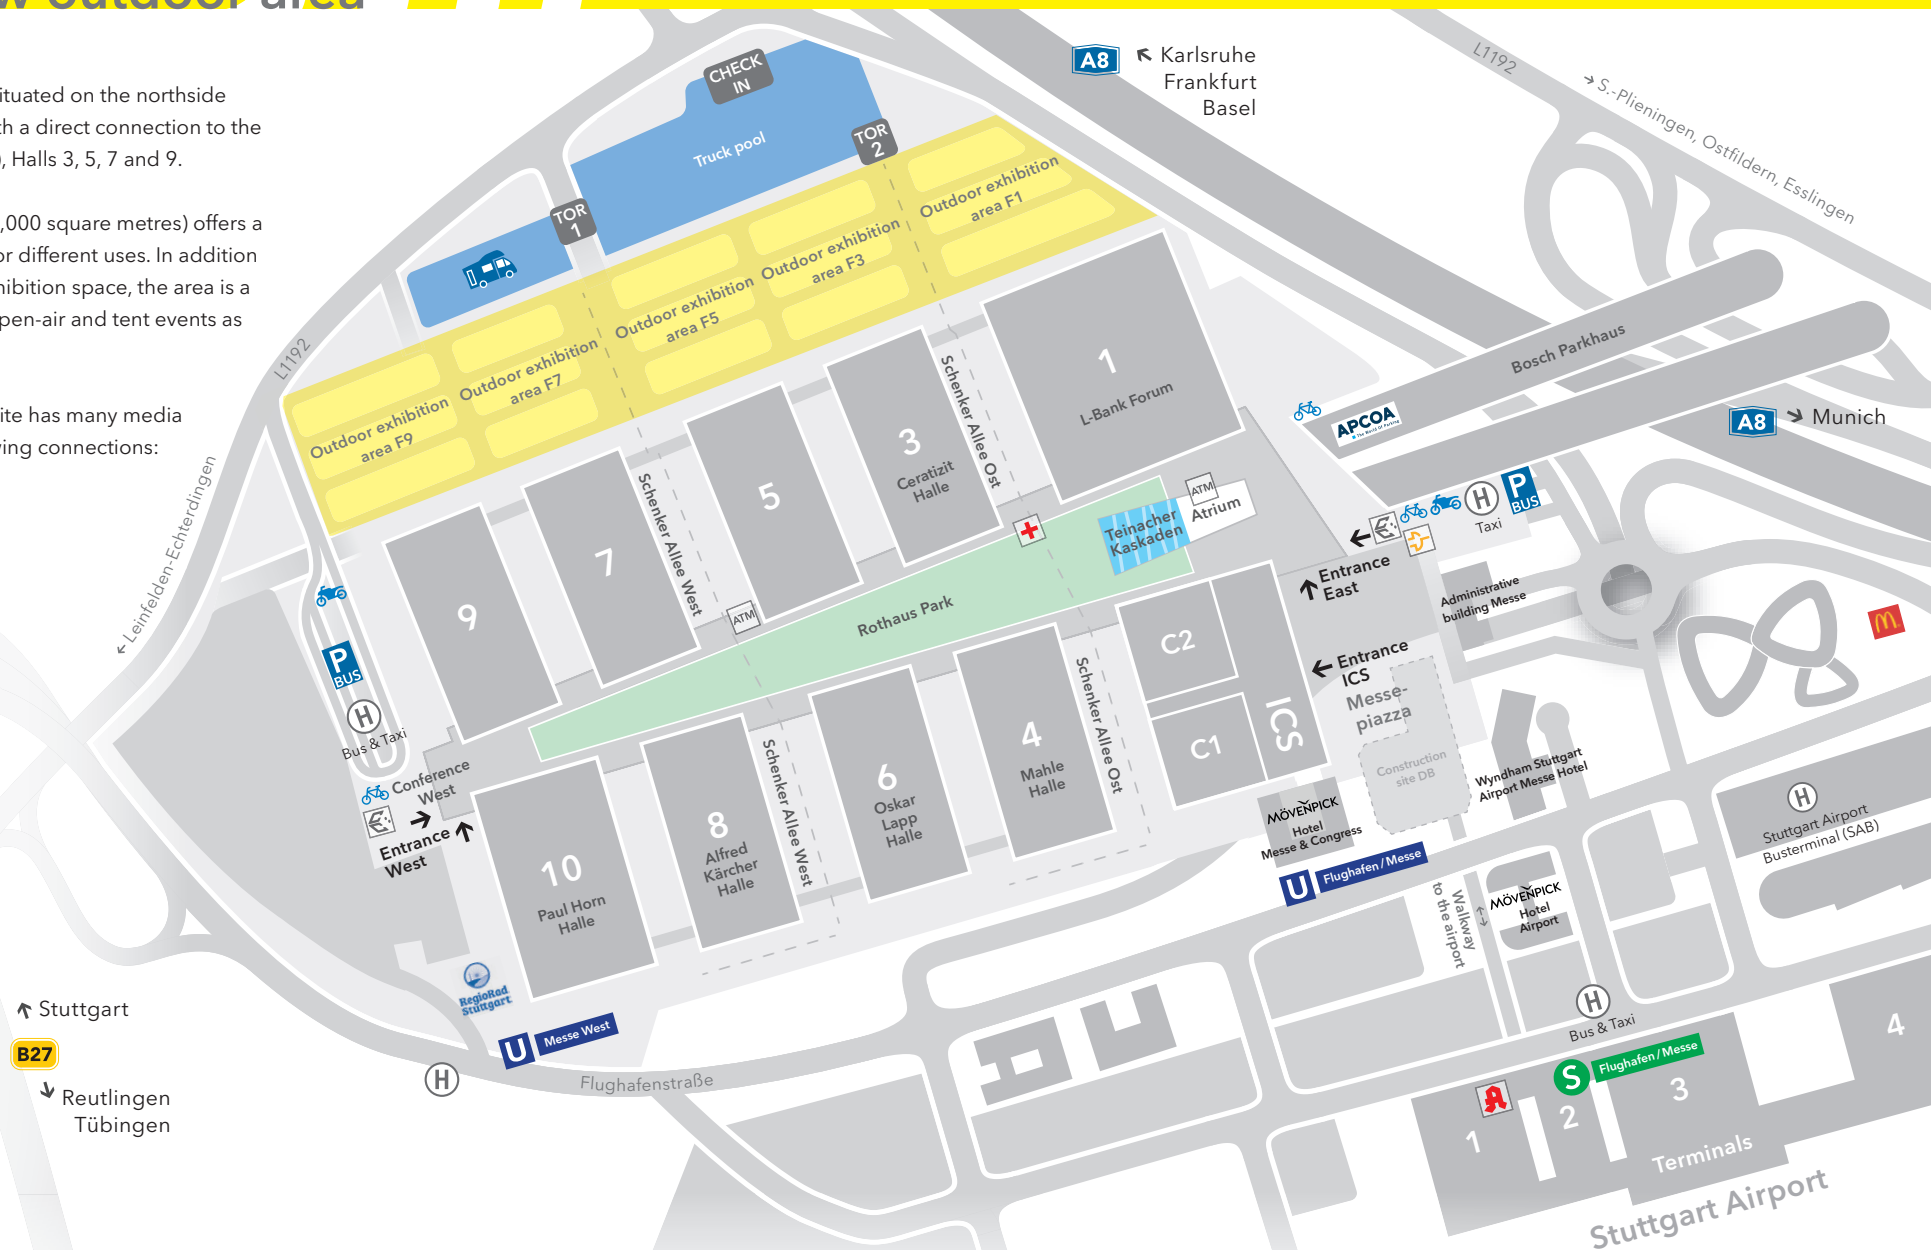 outdoor area
ituated on the northside
h a direct connection to the
), Halls 3, 5, 7 and 9.
,000 square metres) offers a
or different uses. In addition
hibition space, the area is a
pen-air and tent events as
ite has many media
ving connections:
CHECK
IN
Truck pool
TOR
1
TOR
2
Outdoor exhibition
area F1
Outdoor exhibition
area F3
Outdoor exhibition
area F5
Outdoor exhibition
area F7
Outdoor exhibition
area F9
A8
Karlsruhe
Frankfurt
Basel
L1192
S.-Plieningen, Ostfildern, Esslingen
L1192
Leinfelden-Echterdingen
Bosch Parkhaus
APCOA
A8
Munich
1
L-Bank Forum
3
Ceratizit
Halle
5
7
9
Schenker Allee Ost
Schenker Allee West
ATM
Rothaus Park
Teinacher
Kaskaden
ATM
Atrium
H
Taxi
P
BUS
Entrance
East
Administrative
building Messe
Entrance
ICS
Messe-
piazza
Construction
site DB
C2
C1
ICS
P
BUS
H
Bus & Taxi
Conference
West
Entrance
West
10
Paul Horn
Halle
8
Alfred
Kärcher
Halle
Schenker Allee West
6
Oskar
Lapp
Halle
4
Mahle
Halle
Schenker Allee Ost
MÖVENPICK
Hotel
Messe & Congress
U
Flughafen / Messe
Wyndham Stuttgart
Airport Messe Hotel
H
Stuttgart Airport
Busterminal (SAB)
Walkway
to the airport
MÖVENPICK
Hotel
Airport
RegioRad
Stuttgart
U
Messe West
H
Flughafenstraße
Stuttgart
B27
Reutlingen
Tübingen
H
Bus & Taxi
S
Flughafen / Messe
1
2
3
4
Terminals
Stuttgart Airport